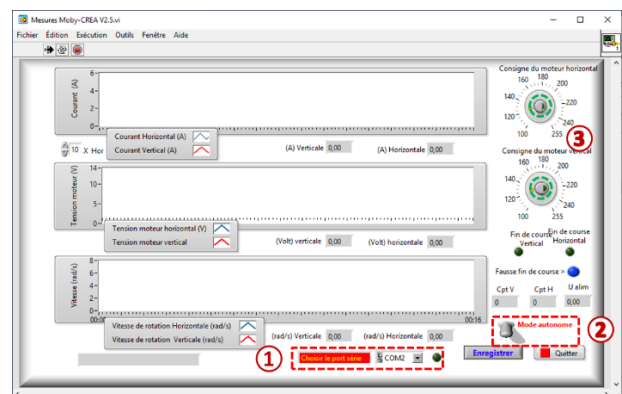 Mesures Moby-CREA V2.5.vi
Fichier Édition Exécution Outils Fenêtre Aide
1
Consigne du moteur horizontal
Courant (A)
6-
4-
2-
0-
160 180 200
140 220
240
100 255
3
10 X Hor
Courant Horizontal (A)
Courant Vertical (A)
(A) Verticale 0,00 (A) Horizontale 0,00
Consigne du moteur vertical
Tension moteur (V)
14-
10-
5-
0-
160 180 200
140 220
240
100 255
Tension moteur horizontal (V)
Tension moteur vertical
(Volt) verticale 0,00 (Volt) horizontale 0,00
Fin de course Vertical
Fin de course Horizontal
Vitesse (rad/s)
8-
6-
4-
2-
0-
00:00 00:16
Fausse fin de course >
Cpt V Cpt H U alim
0 0 0,00
Vitesse de rotation Horizontale (rad/s)
Vitesse de rotation Verticale (rad/s)
(rad/s) Verticale 0,00 (rad/s) Horizontale 0,00
Mode autonome
2
1
Choisir le port série COM2
Enregistrer Quitter